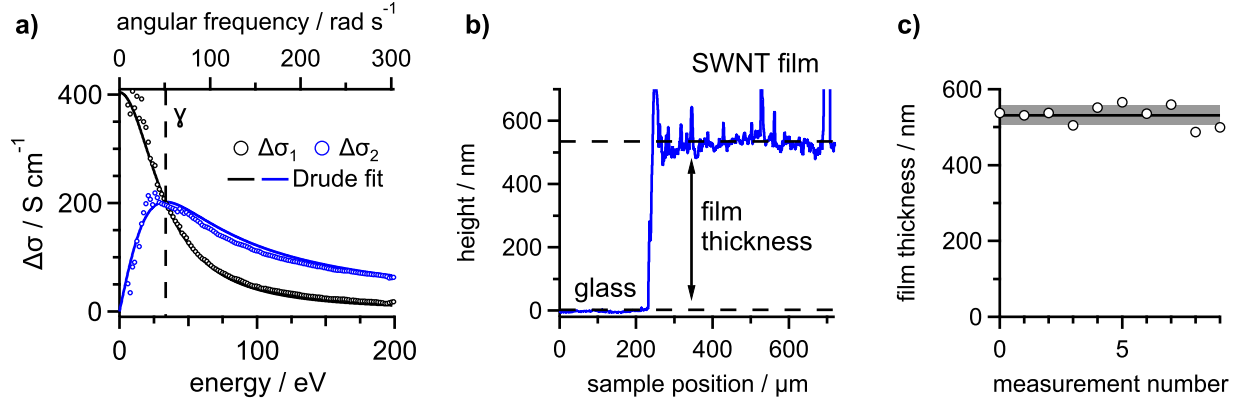 a)
angular frequency / rad s⁻¹
0 100 200 300
400
200
0
Δσ / S cm⁻¹
γ
Δσ₁ Δσ₂
Drude fit
0 100 200
energy / eV
b)
SWNT film
600
400
200
0
height / nm
film
thickness
glass
0 200 400 600
sample position / µm
c)
600
400
200
0
film thickness / nm
0 5
measurement number